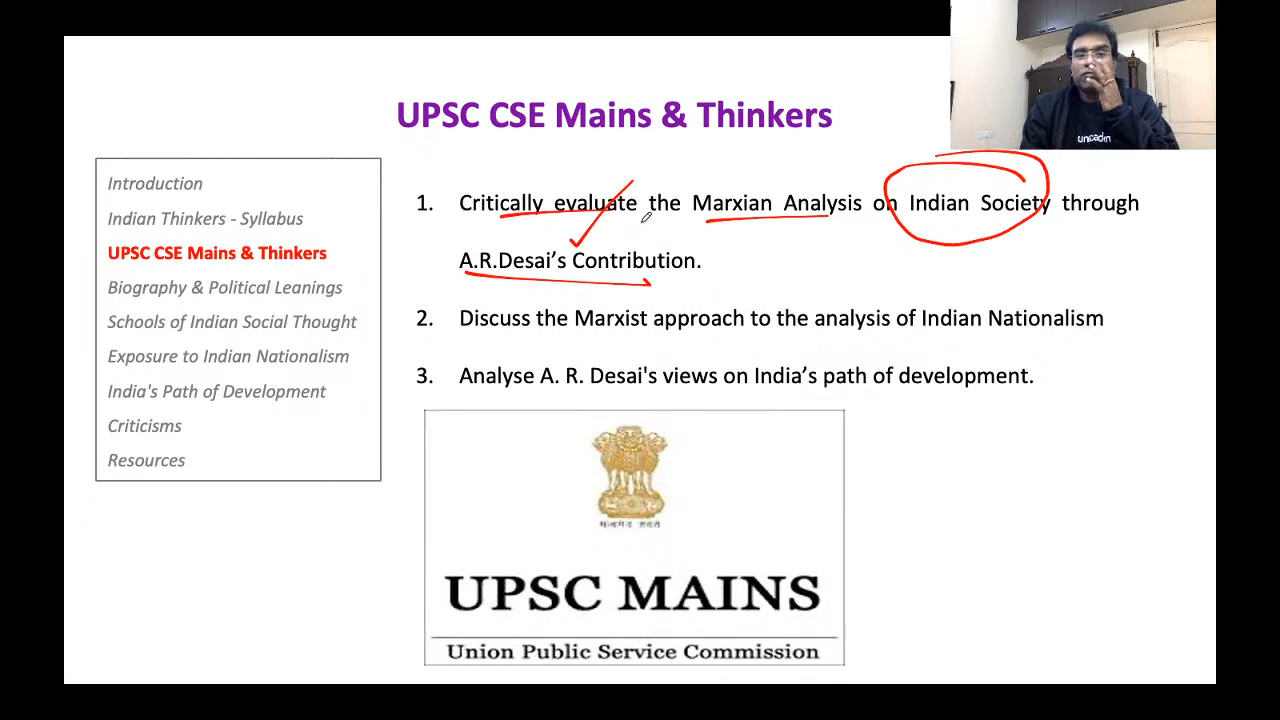 UPSC CSE Mains & Thinkers
unacademy
Introduction
Indian Thinkers - Syllabus
UPSC CSE Mains & Thinkers
Biography & Political Leanings
Schools of Indian Social Thought
Exposure to Indian Nationalism
India's Path of Development
Criticisms
Resources
1. Critically evaluate the Marxian Analysis on Indian Society through
A.R.Desai’s Contribution.
2. Discuss the Marxist approach to the analysis of Indian Nationalism
3. Analyse A. R. Desai's views on India’s path of development.
UPSC MAINS
Union Public Service Commission